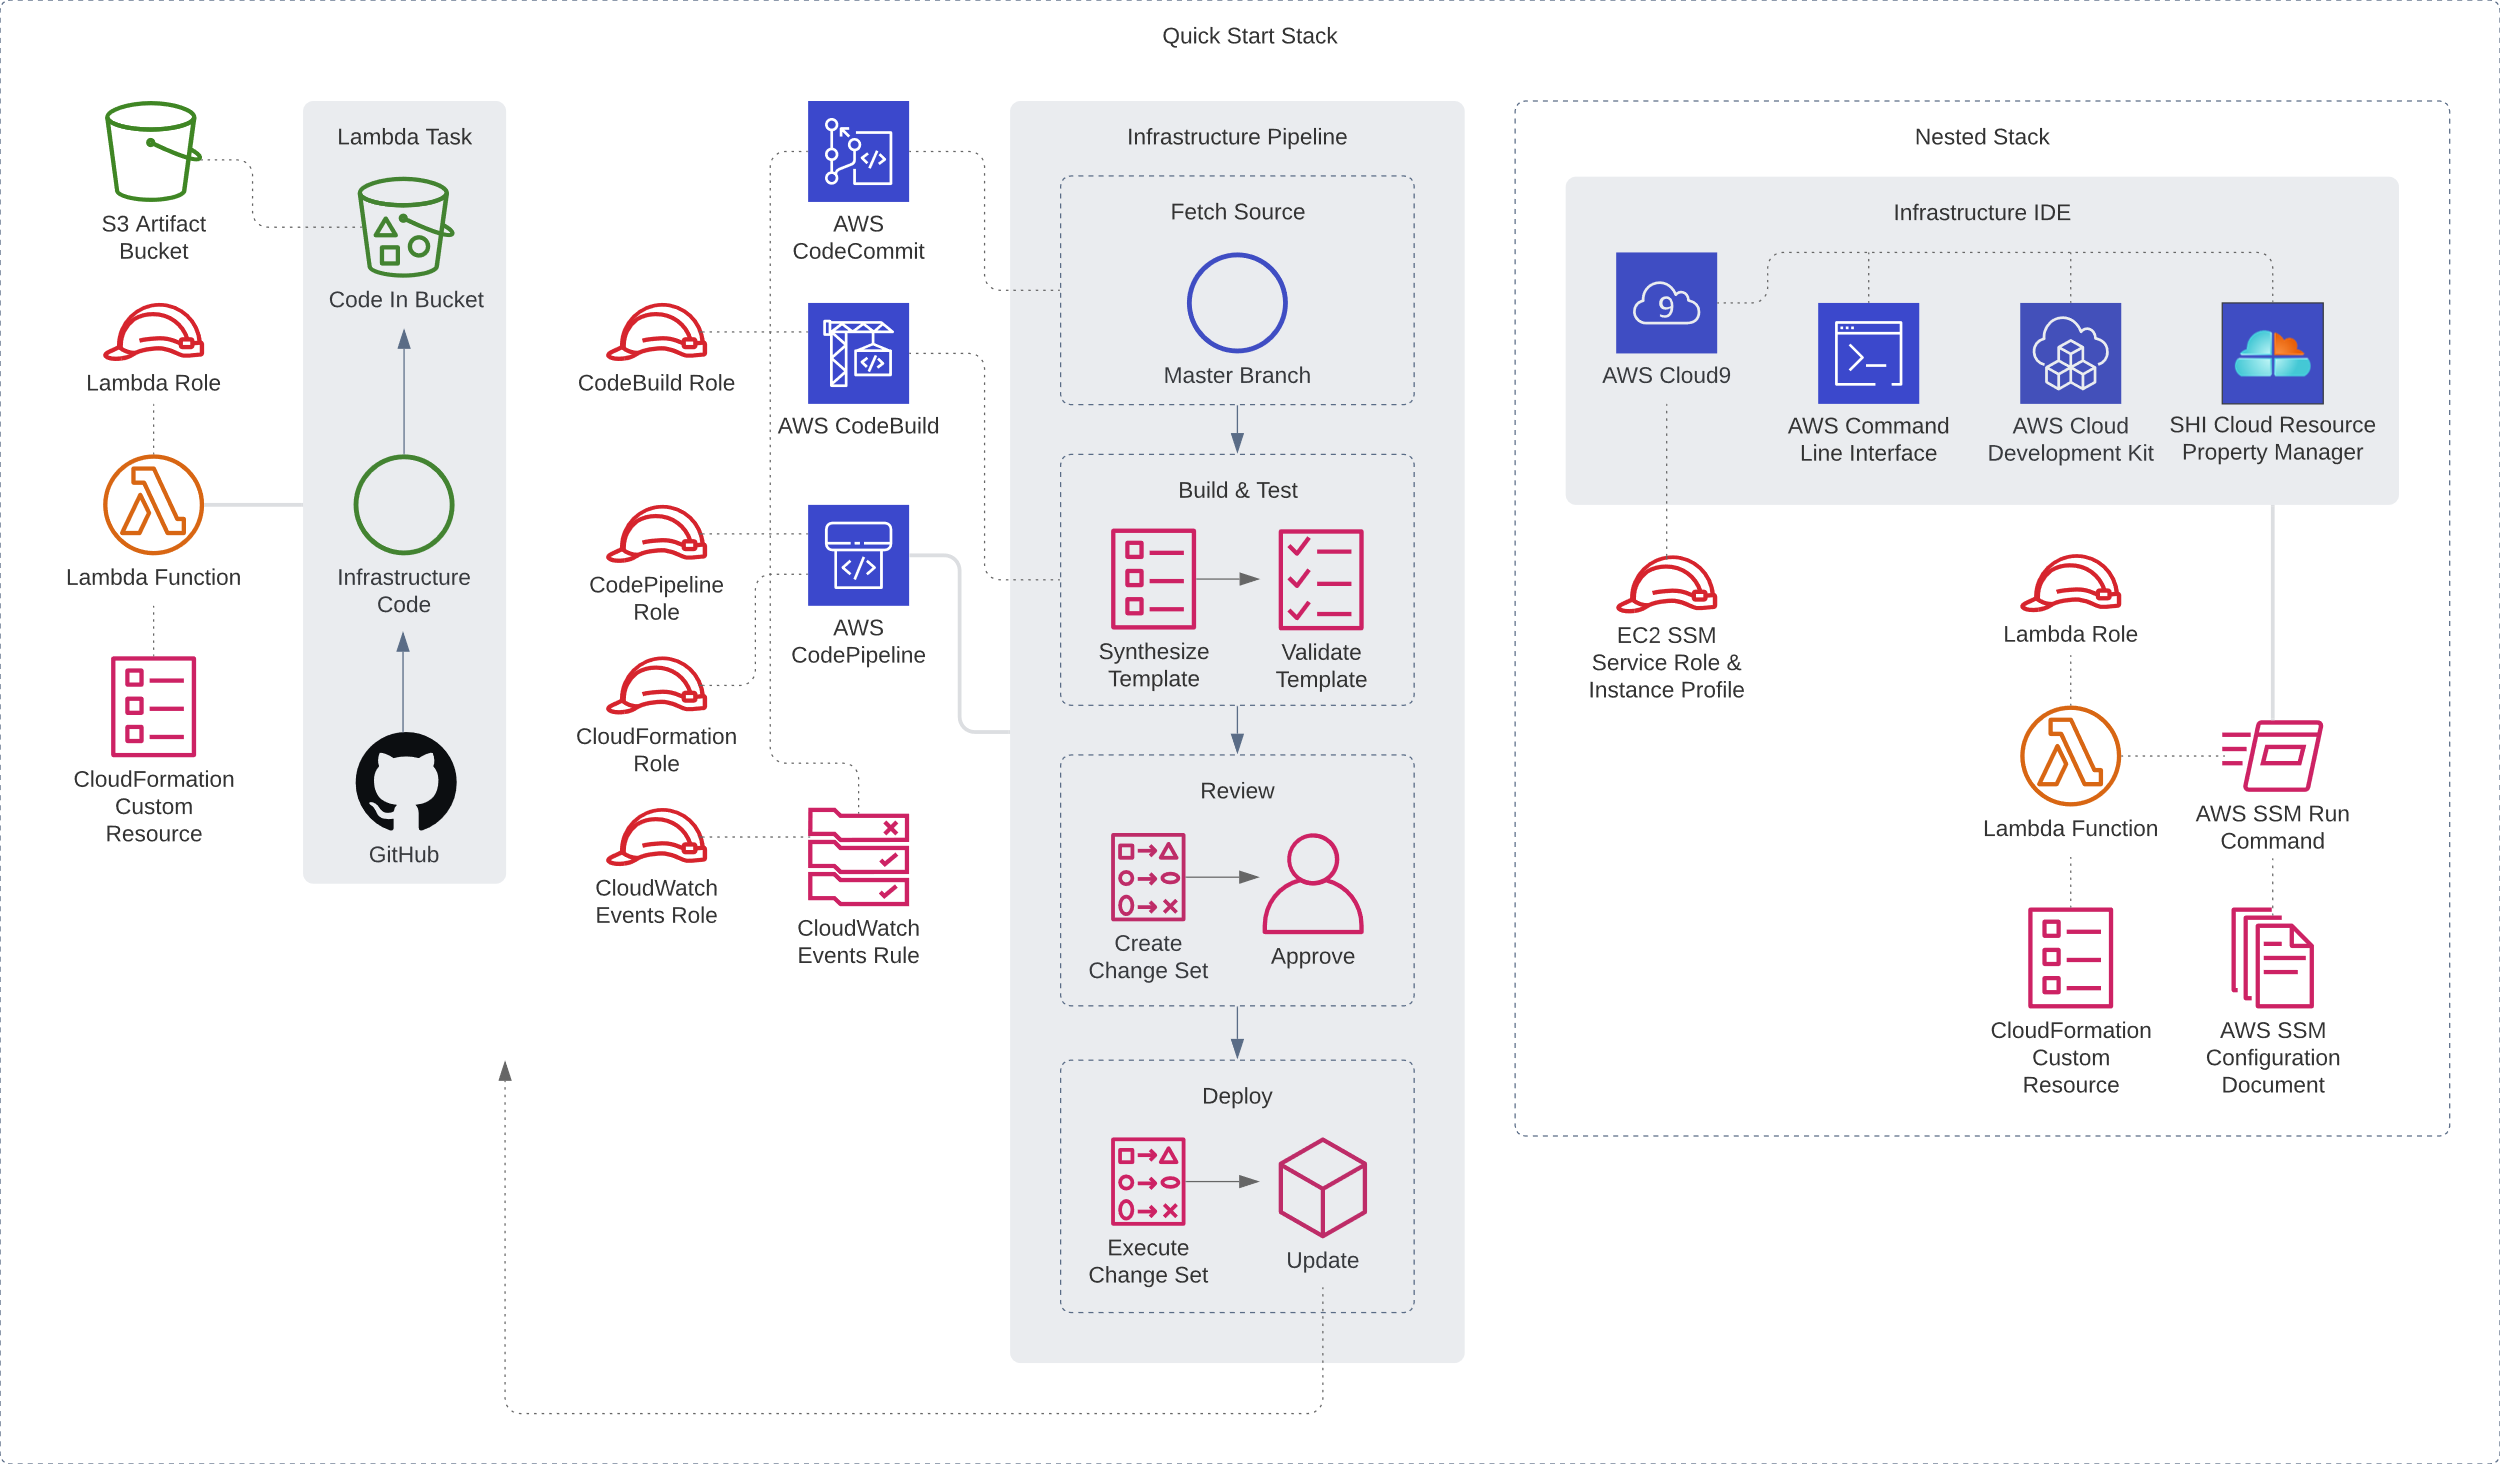 Quick Start Stack
S3 Artifact
Bucket
Lambda Role
Lambda Function
CloudFormation
Custom
Resource
Lambda Task
Code In Bucket
Infrastructure
Code
GitHub
CodeBuild Role
CodePipeline
Role
CloudFormation
Role
CloudWatch
Events Role
AWS
CodeCommit
AWS CodeBuild
AWS
CodePipeline
CloudWatch
Events Rule
Infrastructure Pipeline
Fetch Source
Master Branch
Build & Test
Synthesize
Template
Validate
Template
Review
Create
Change Set
Approve
Deploy
Execute
Change Set
Update
Nested Stack
Infrastructure IDE
9
AWS Cloud9
AWS Command
Line Interface
AWS Cloud
Development Kit
SHI Cloud Resource
Property Manager
EC2 SSM
Service Role &
Instance Profile
Lambda Role
Lambda Function
AWS SSM Run
Command
CloudFormation
Custom
Resource
AWS SSM
Configuration
Document